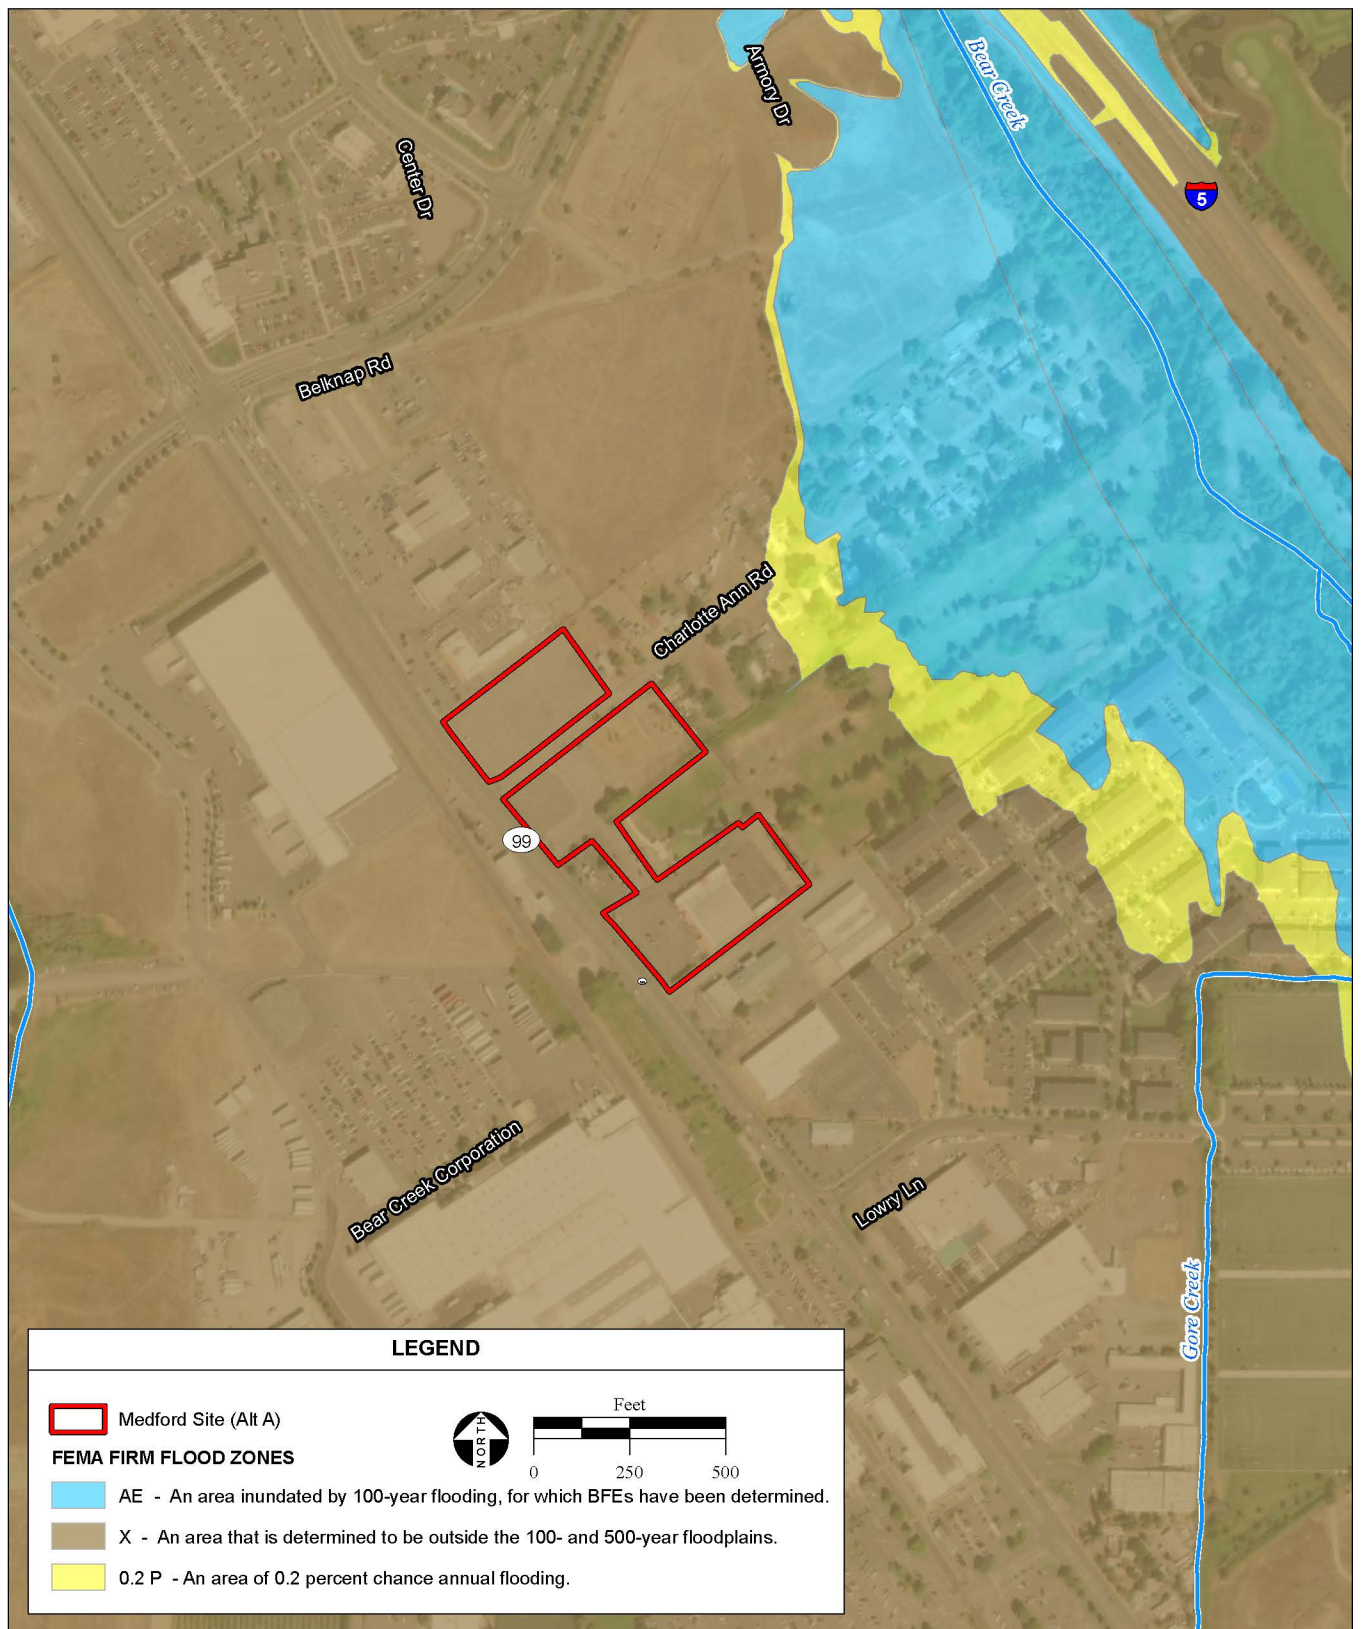 Armory Dr
Bear Creek
Center Dr
5
Belknap Rd
Charlotte Ann Rd
99
Bear Creek Corporation
Lowry Ln
Gore Creek
LEGEND
Medford Site (Alt A)
NORTH
Feet
0 250 500
FEMA FIRM FLOOD ZONES
AE - An area inundated by 100-year flooding, for which BFEs have been determined.
X - An area that is determined to be outside the 100- and 500-year floodplains.
0.2 P - An area of 0.2 percent chance annual flooding.